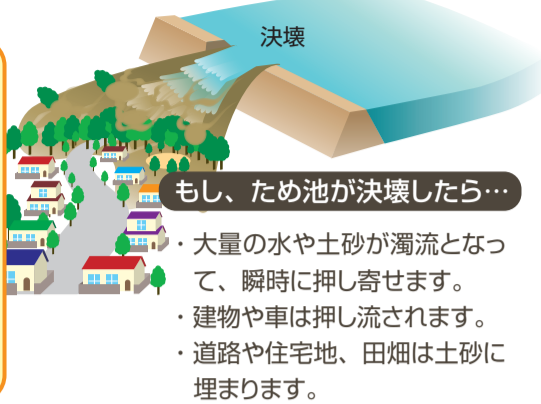 決壊
もし、ため池が決壊したら…
・大量の水や土砂が濁流となっ
て、瞬時に押し寄せます。
・建物や車は押し流されます。
・道路や住宅地、田畑は土砂に
埋まります。